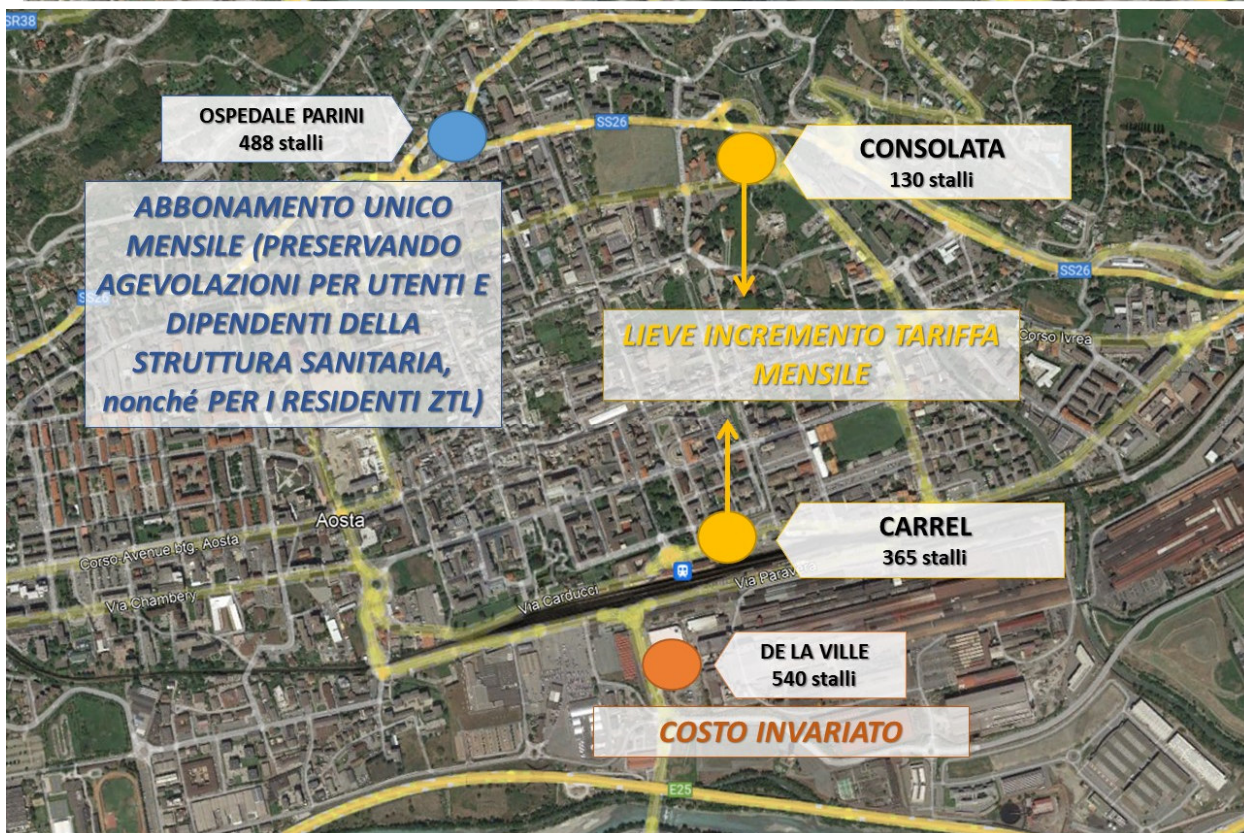 SR38
OSPEDALE PARINI
488 stalli
SS26
CONSOLATA
130 stalli
ABBONAMENTO UNICO
MENSILE (PRESERVANDO
AGEVOLAZIONI PER UTENTI E
DIPENDENTI DELLA
STRUTTURA SANITARIA,
nonché PER I RESIDENTI ZTL)
SS26
SS26
LIEVE INCREMENTO TARIFFA
MENSILE
Corso Ivrea
Aosta
CARREL
365 stalli
Corso Avenue btg. Aosta
Via Chambery
Via Carducci
Via Paravera
DE LA VILLE
540 stalli
COSTO INVARIATO
E25